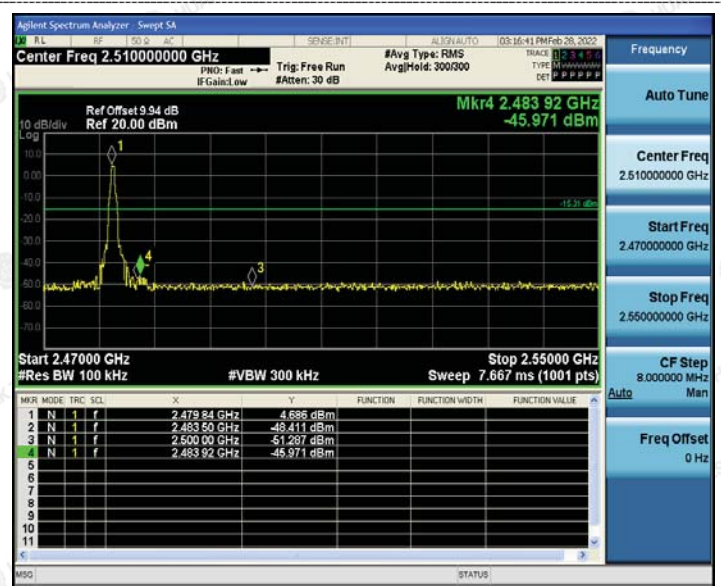 Agilent Spectrum Analyzer - Swept SA
RL RF 50 Ω AC SENSE:INT ALIGNAUTO 03:16:41 PMFeb 28, 2022
Center Freq 2.510000000 GHz
PNO: Fast
IFGain:Low
Trig: Free Run
#Atten: 30 dB
#Avg Type: RMS
Avg|Hold: 300/300
TRACE 1 2 3 4 5 6
TYPE M
DET P P P P P P
Ref Offset 9.94 dB
10 dB/div Ref 20.00 dBm
Log
Mkr4 2.483 92 GHz
-45.971 dBm
10.0
0.00
-10.0
-20.0
-30.0
-40.0
-50.0
-60.0
-70.0
1
4
3
-15.31 dBm
Start 2.47000 GHz Stop 2.55000 GHz
#Res BW 100 kHz #VBW 300 kHz Sweep 7.667 ms (1001 pts)
MKR MODE TRC SCL X Y FUNCTION FUNCTION WIDTH FUNCTION VALUE
1 N 1 f 2.479 84 GHz 4.686 dBm
2 N 1 f 2.483 50 GHz -48.411 dBm
3 N 1 f 2.500 00 GHz -51.287 dBm
4 N 1 f 2.483 92 GHz -45.971 dBm
5
6
7
8
9
10
11
MSG STATUS
Frequency
Auto Tune
Center Freq
2.510000000 GHz
Start Freq
2.470000000 GHz
Stop Freq
2.550000000 GHz
CF Step
8.000000 MHz
Auto Man
Freq Offset
0 Hz